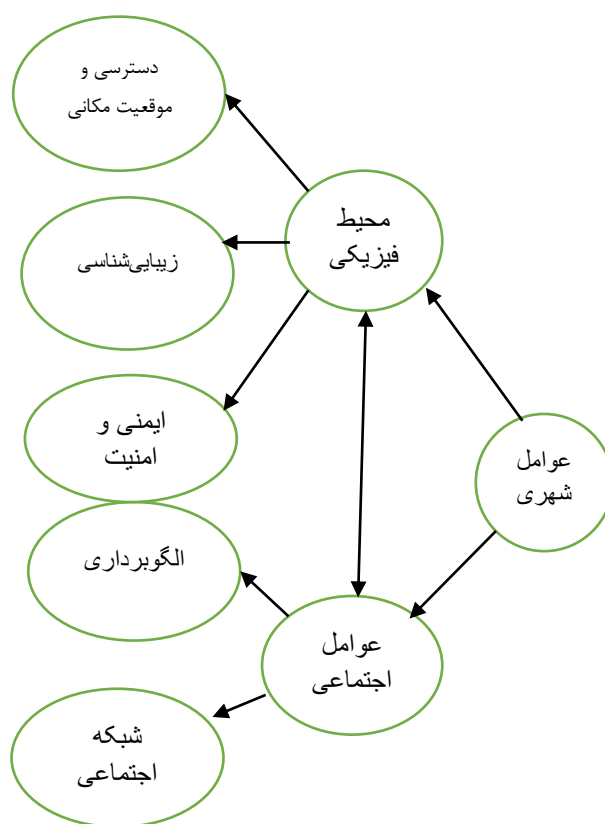 دسترسی و
موقعیت مکانی
محیط
فیزیکی
زیبایی‌شناسی
ایمنی و
امنیت
عوامل
شهری
الگوبرداری
عوامل
اجتماعی
شبکه
اجتماعی